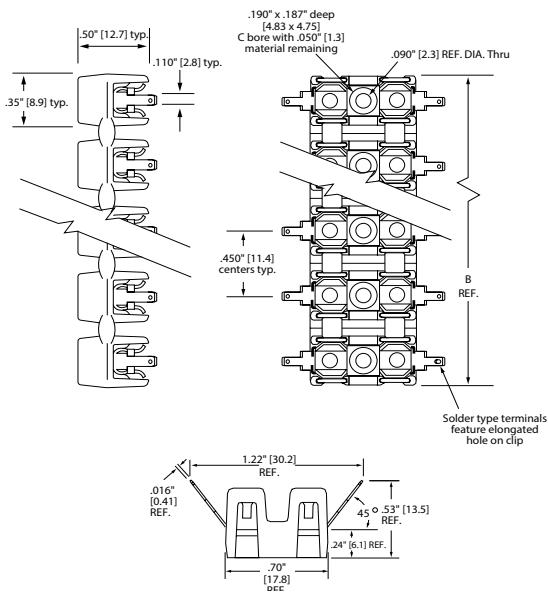 .50" [12.7] typ.
.110" [2.8] typ.
.35" [8.9] typ.
.190" x .187" deep
[4.83 x 4.75]
C bore with .050" [1.3]
material remaining
.090" [2.3] REF. DIA. Thru
.450" [11.4]
centers typ.
B
REF.
Solder type terminals
feature elongated
hole on clip
1.22" [30.2]
REF.
.016"
[0.41]
REF.
45 °
.53" [13.5]
REF.
.24" [6.1] REF.
.70"
[17.8]
REF.